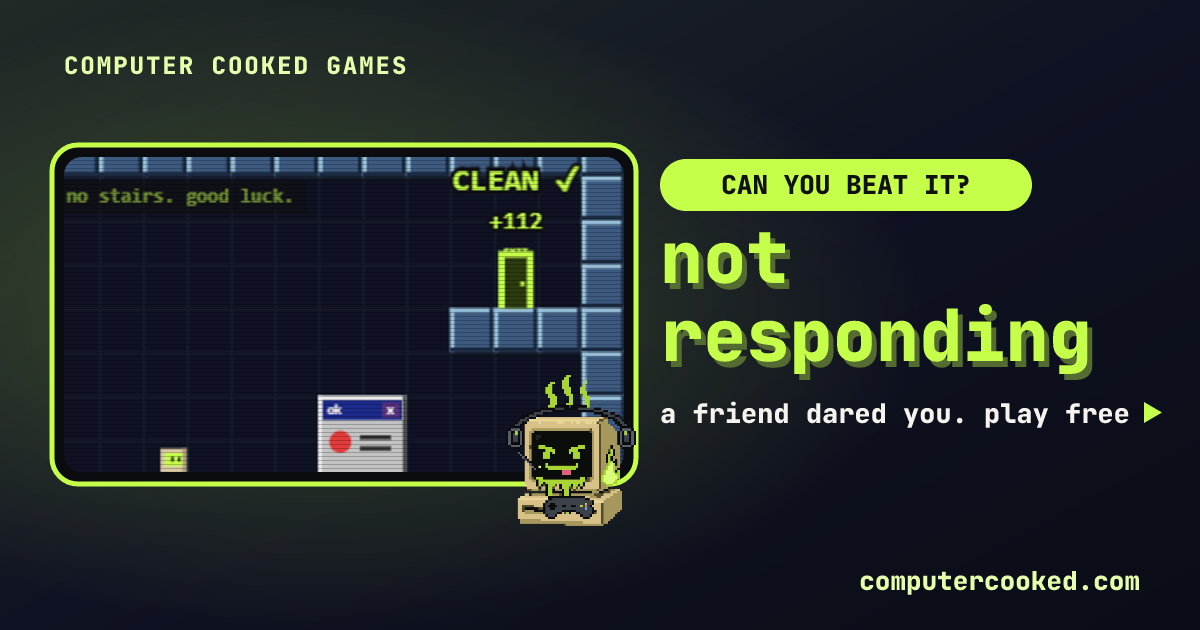 COMPUTER COOKED GAMES
no stairs. good luck.
CLEAN ✓
+112
ok x
CAN YOU BEAT IT?
not
responding
a friend dared you. play free ▶
computercooked.com